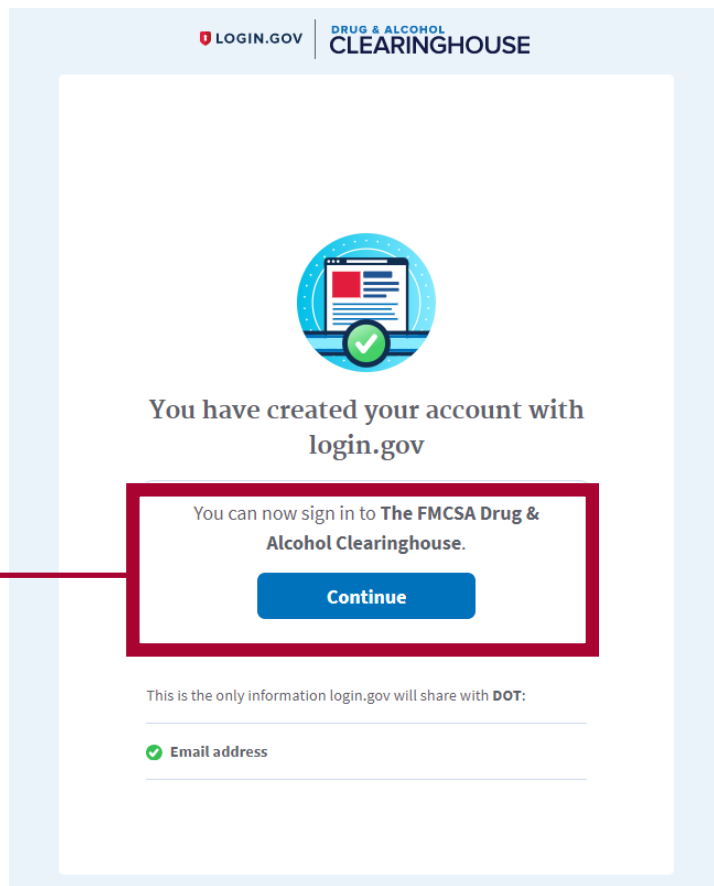 LOGIN.GOV
DRUG & ALCOHOL
CLEARINGHOUSE
You have created your account with
login.gov
You can now sign in to The FMCSA Drug &
Alcohol Clearinghouse.
Continue
This is the only information login.gov will share with DOT:
Email address